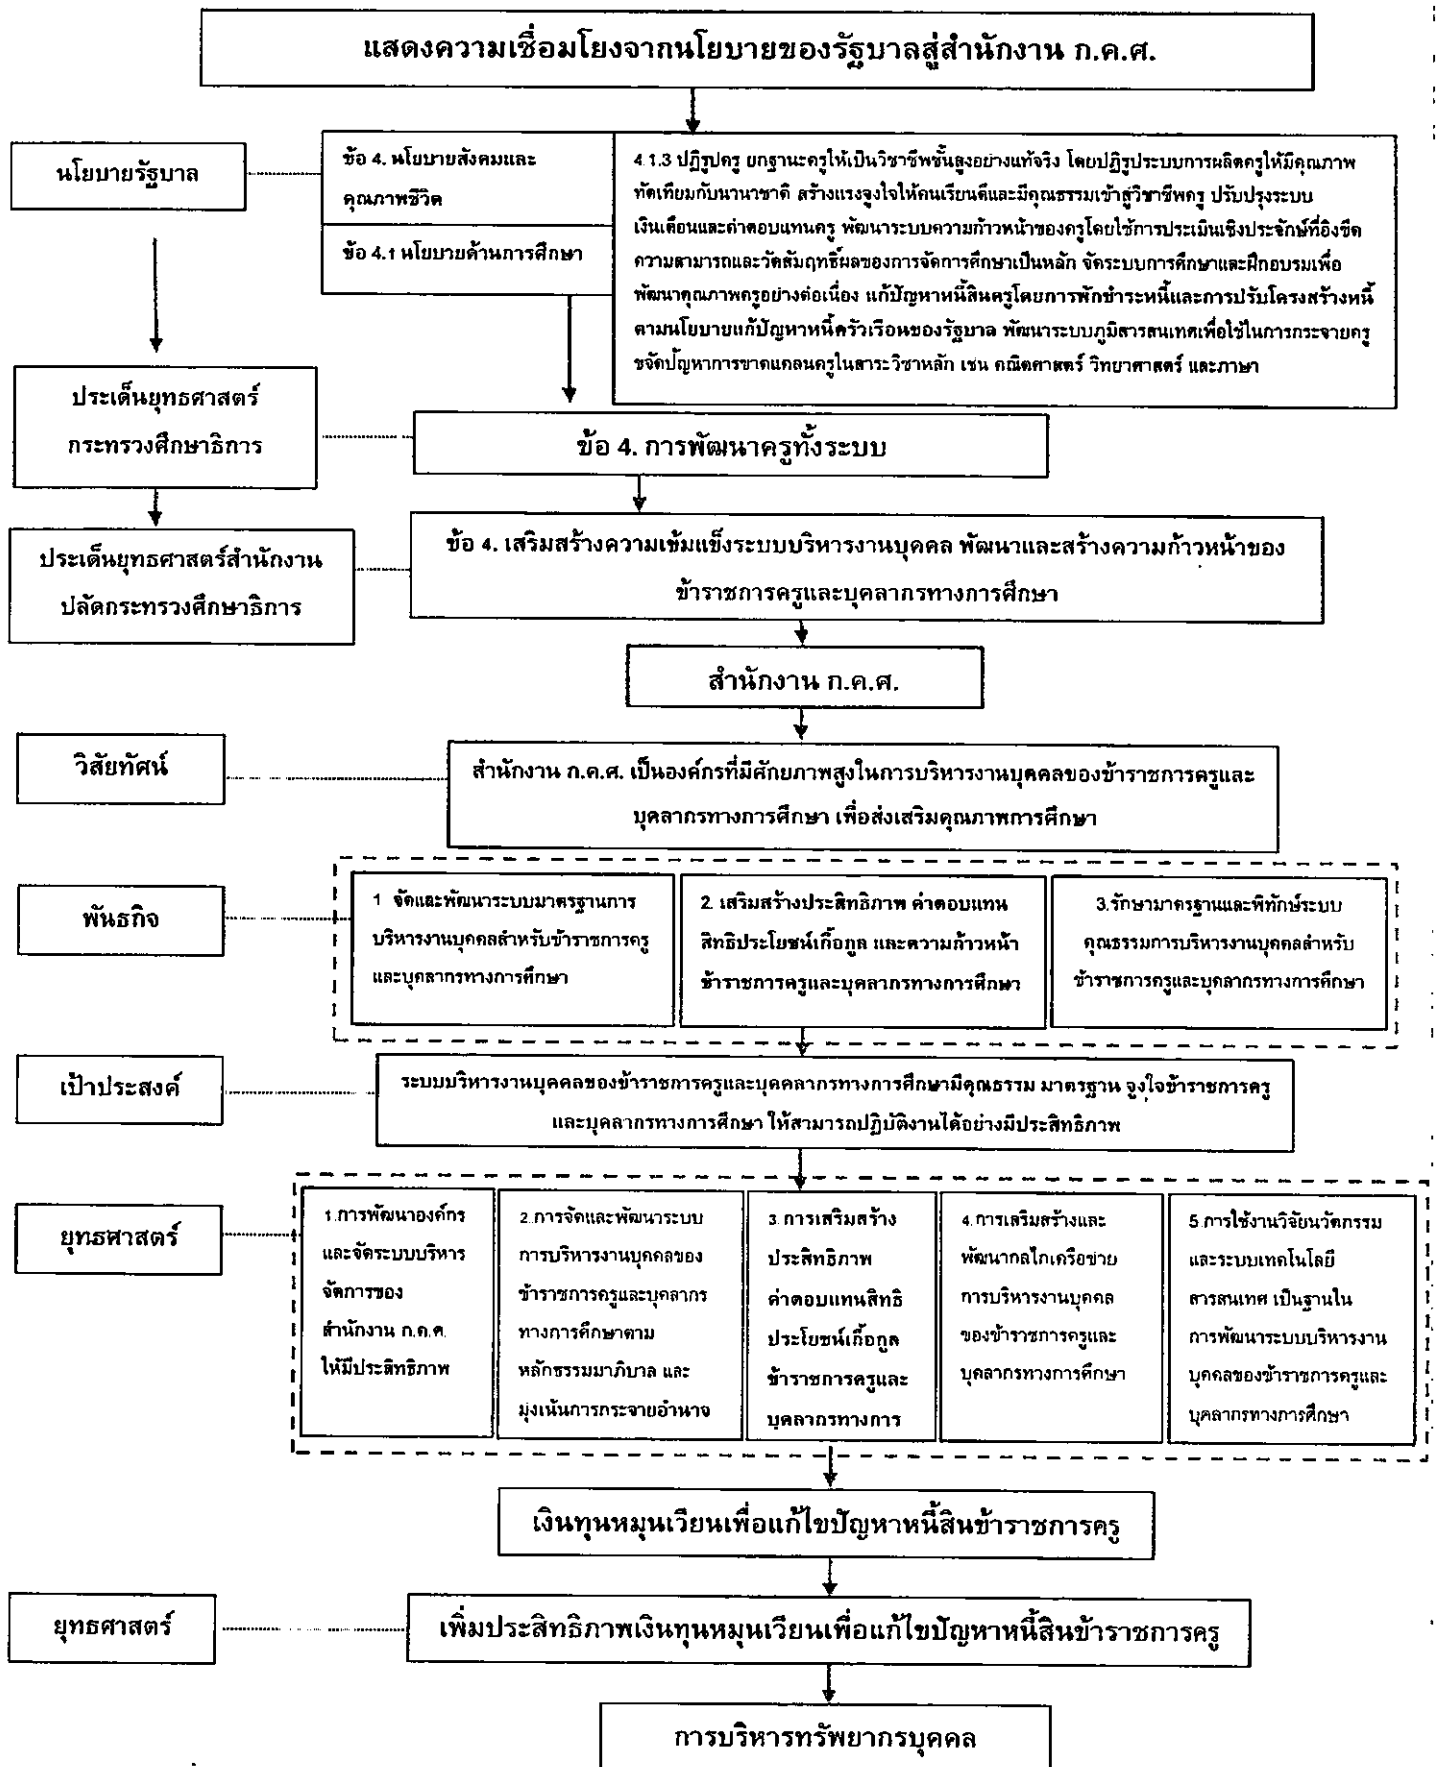 แสดงความเชื่อมโยงจากนโยบายของรัฐบาลสู่สำนักงาน ก.ค.ศ.
นโยบายรัฐบาล
ข้อ 4. นโยบายสังคมและ
คุณภาพชีวิต
ข้อ 4.1 นโยบายด้านการศึกษา
4.1.3 ปฏิรูปครู ยกฐานะครูให้เป็นวิชาชีพชั้นสูงอย่างแท้จริง โดยปฏิรูประบบการผลิตครูให้มีคุณภาพ
ทัดเทียมกับนานาชาติ สร้างแรงจูงใจให้คนเรียนดีและมีคุณธรรมเข้าสู่วิชาชีพครู ปรับปรุงระบบ
เงินเดือนและค่าตอบแทนครู พัฒนาระบบความก้าวหน้าของครูโดยใช้การประเมินเชิงประจักษ์ที่อิงขีด
ความสามารถและวัดสัมฤทธิ์ผลของการจัดการศึกษาเป็นหลัก จัดระบบการศึกษาและฝึกอบรมเพื่อ
พัฒนาคุณภาพครูอย่างต่อเนื่อง แก้ปัญหาหนี้สินครูโดยการพักชำระหนี้และการปรับโครงสร้างหนี้
ตามนโยบายแก้ปัญหาหนี้ครัวเรือนของรัฐบาล พัฒนาระบบภูมิสารสนเทศเพื่อใช้ในการกระจายครู
ขจัดปัญหาการขาดแคลนครูในสาระวิชาหลัก เช่น คณิตศาสตร์ วิทยาศาสตร์ และภาษา
ประเด็นยุทธศาสตร์
กระทรวงศึกษาธิการ
ข้อ 4. การพัฒนาครูทั้งระบบ
ประเด็นยุทธศาสตร์สำนักงาน
ปลัดกระทรวงศึกษาธิการ
ข้อ 4. เสริมสร้างความเข้มแข็งระบบบริหารงานบุคคล พัฒนาและสร้างความก้าวหน้าของ
ข้าราชการครูและบุคลากรทางการศึกษา
สำนักงาน ก.ค.ศ.
วิสัยทัศน์
สำนักงาน ก.ค.ศ. เป็นองค์กรที่มีศักยภาพสูงในการบริหารงานบุคคลของข้าราชการครูและ
บุคลากรทางการศึกษา เพื่อส่งเสริมคุณภาพการศึกษา
พันธกิจ
1 จัดและพัฒนาระบบมาตรฐานการ
บริหารงานบุคคลสำหรับข้าราชการครู
และบุคลากรทางการศึกษา
2. เสริมสร้างประสิทธิภาพ ค่าตอบแทน
สิทธิประโยชน์เกื้อกูล และความก้าวหน้า
ข้าราชการครูและบุคลากรทางการศึกษา
3.รักษามาตรฐานและพิทักษ์ระบบ
คุณธรรมการบริหารงานบุคคลสำหรับ
ข้าราชการครูและบุคลากรทางการศึกษา
เป้าประสงค์
ระบบบริหารงานบุคคลของข้าราชการครูและบุคคลากรทางการศึกษามีคุณธรรม มาตรฐาน จูงใจข้าราชการครู
และบุคลากรทางการศึกษา ให้สามารถปฏิบัติงานได้อย่างมีประสิทธิภาพ
ยุทธศาสตร์
1.การพัฒนาองค์กร
และจัดระบบบริหาร
จัดการของ
สำนักงาน ก.ค.ศ.
ให้มีประสิทธิภาพ
2.การจัดและพัฒนาระบบ
การบริหารงานบุคคลของ
ข้าราชการครูและบุคลากร
ทางการศึกษาตาม
หลักธรรมมาภิบาล และ
มุ่งเน้นการกระจายอำนาจ
3. การเสริมสร้าง
ประสิทธิภาพ
ค่าตอบแทนสิทธิ
ประโยชน์เกื้อกูล
ข้าราชการครูและ
บุคลากรทางการ
4.การเสริมสร้างและ
พัฒนากลไกเครือข่าย
การบริหารงานบุคคล
ของข้าราชการครูและ
บุคลากรทางการศึกษา
5.การใช้งานวิจัยนวัตกรรม
และระบบเทคโนโลยี
สารสนเทศ เป็นฐานใน
การพัฒนาระบบบริหารงาน
บุคคลของข้าราชการครูและ
บุคลากรทางการศึกษา
เงินทุนหมุนเวียนเพื่อแก้ไขปัญหาหนี้สินข้าราชการครู
ยุทธศาสตร์
เพิ่มประสิทธิภาพเงินทุนหมุนเวียนเพื่อแก้ไขปัญหาหนี้สินข้าราชการครู
การบริหารทรัพยากรบุคคล